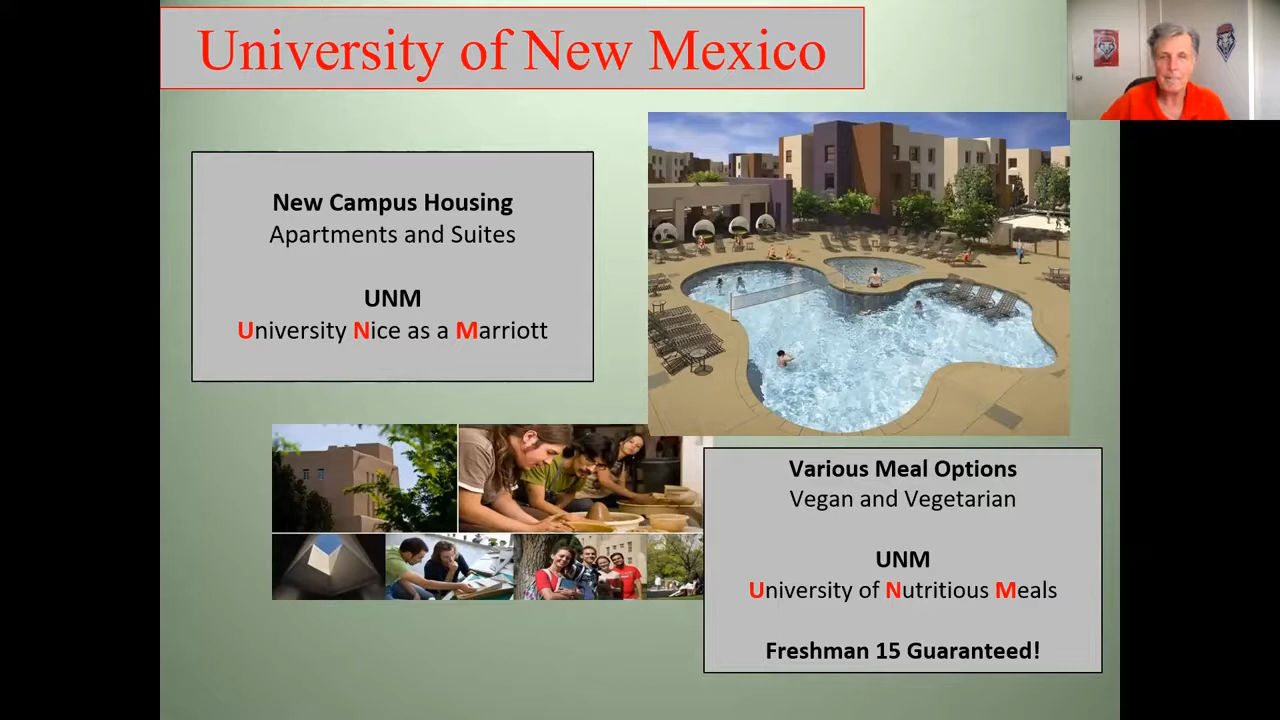 University of New Mexico
New Campus Housing
Apartments and Suites
UNM
University Nice as a Marriott
Various Meal Options
Vegan and Vegetarian
UNM
University of Nutritious Meals
Freshman 15 Guaranteed!